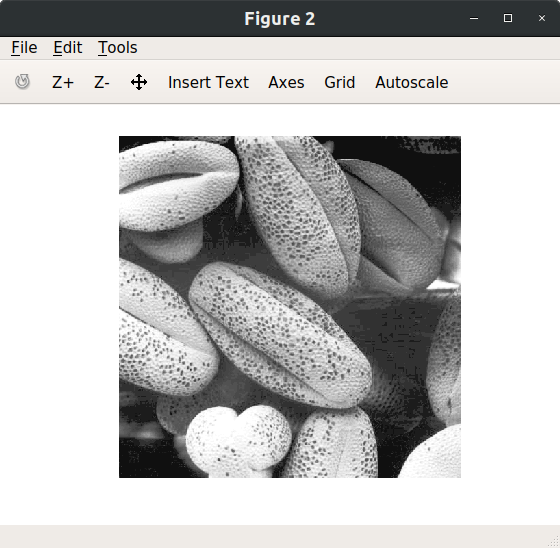 Figure 2
File Edit Tools
Z+ Z- Insert Text Axes Grid Autoscale